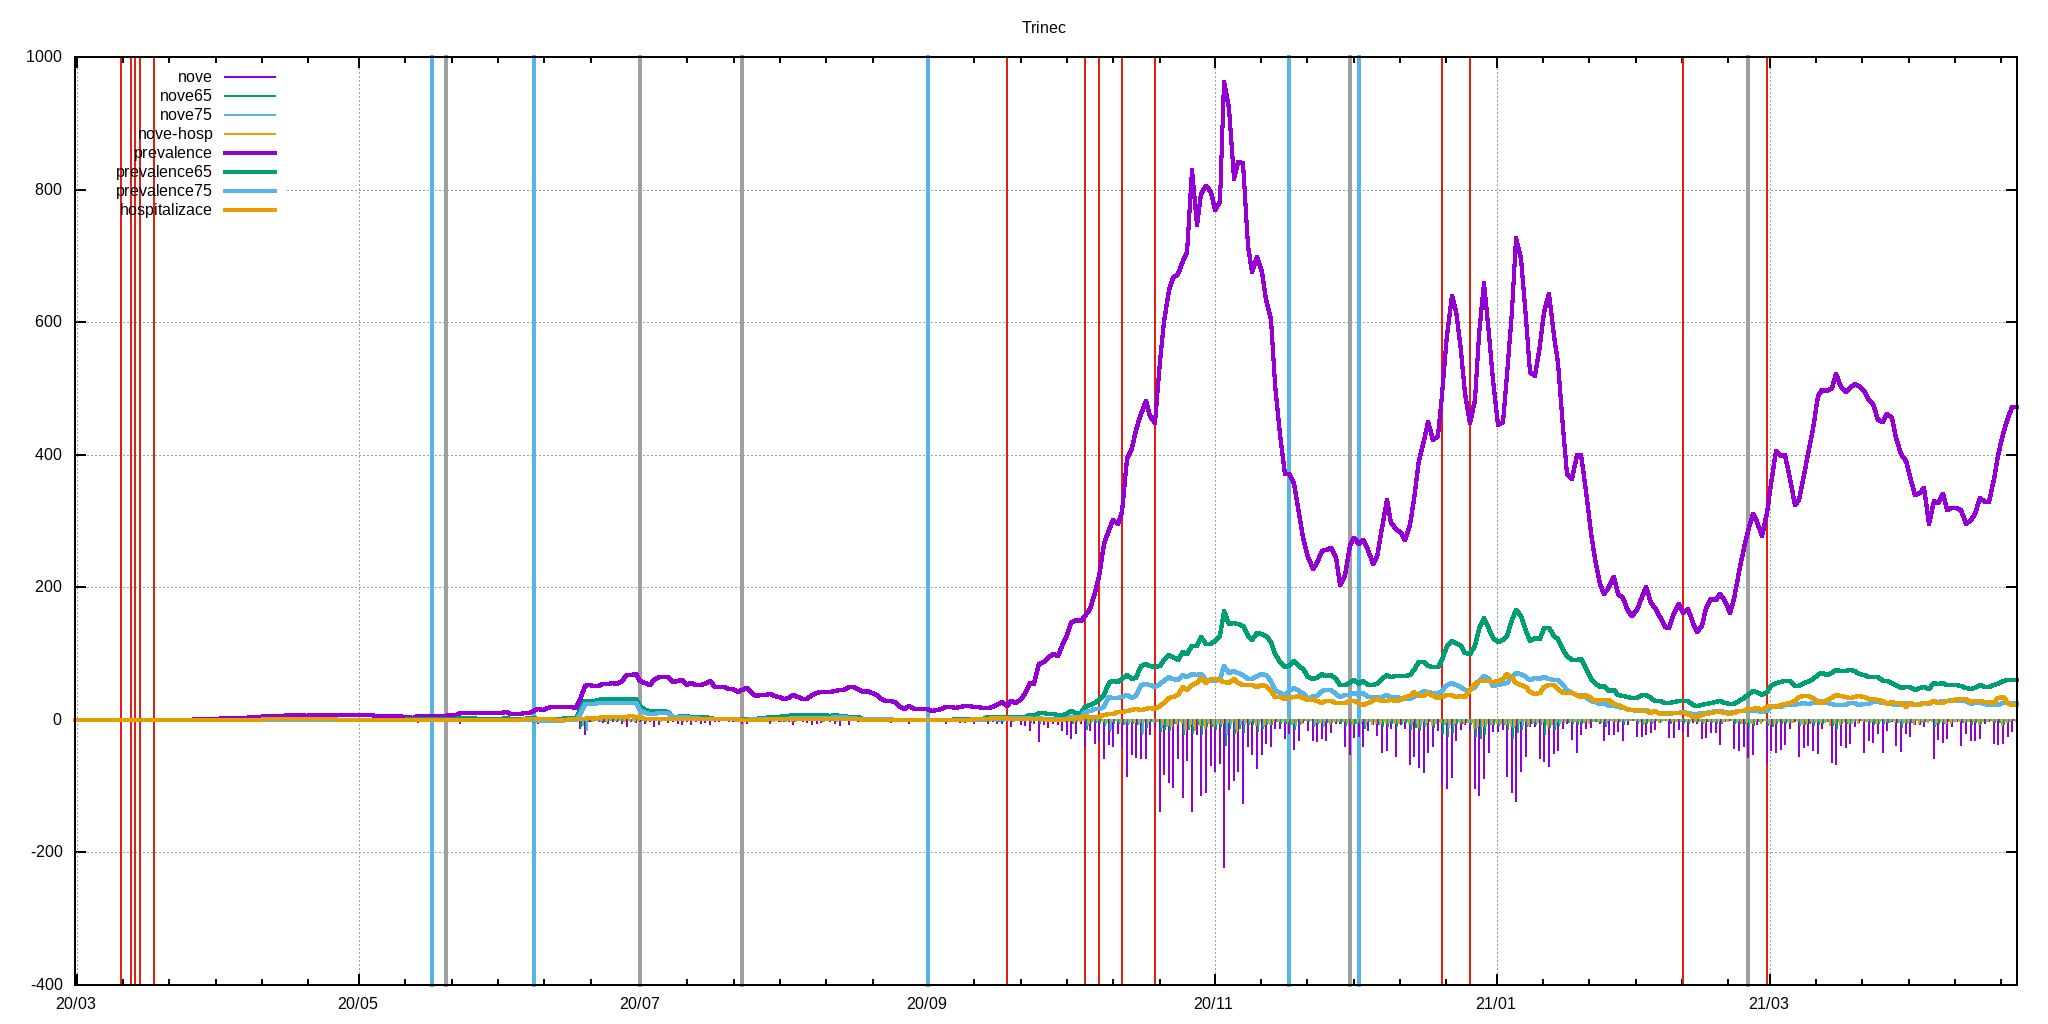 Trinec
1000
800
600
400
200
0
-200
-400
nove
nove65
nove75
nove-hosp
prevalence
prevalence65
prevalence75
hospitalizace
20/03 20/05 20/07 20/09 20/11 21/01 21/03